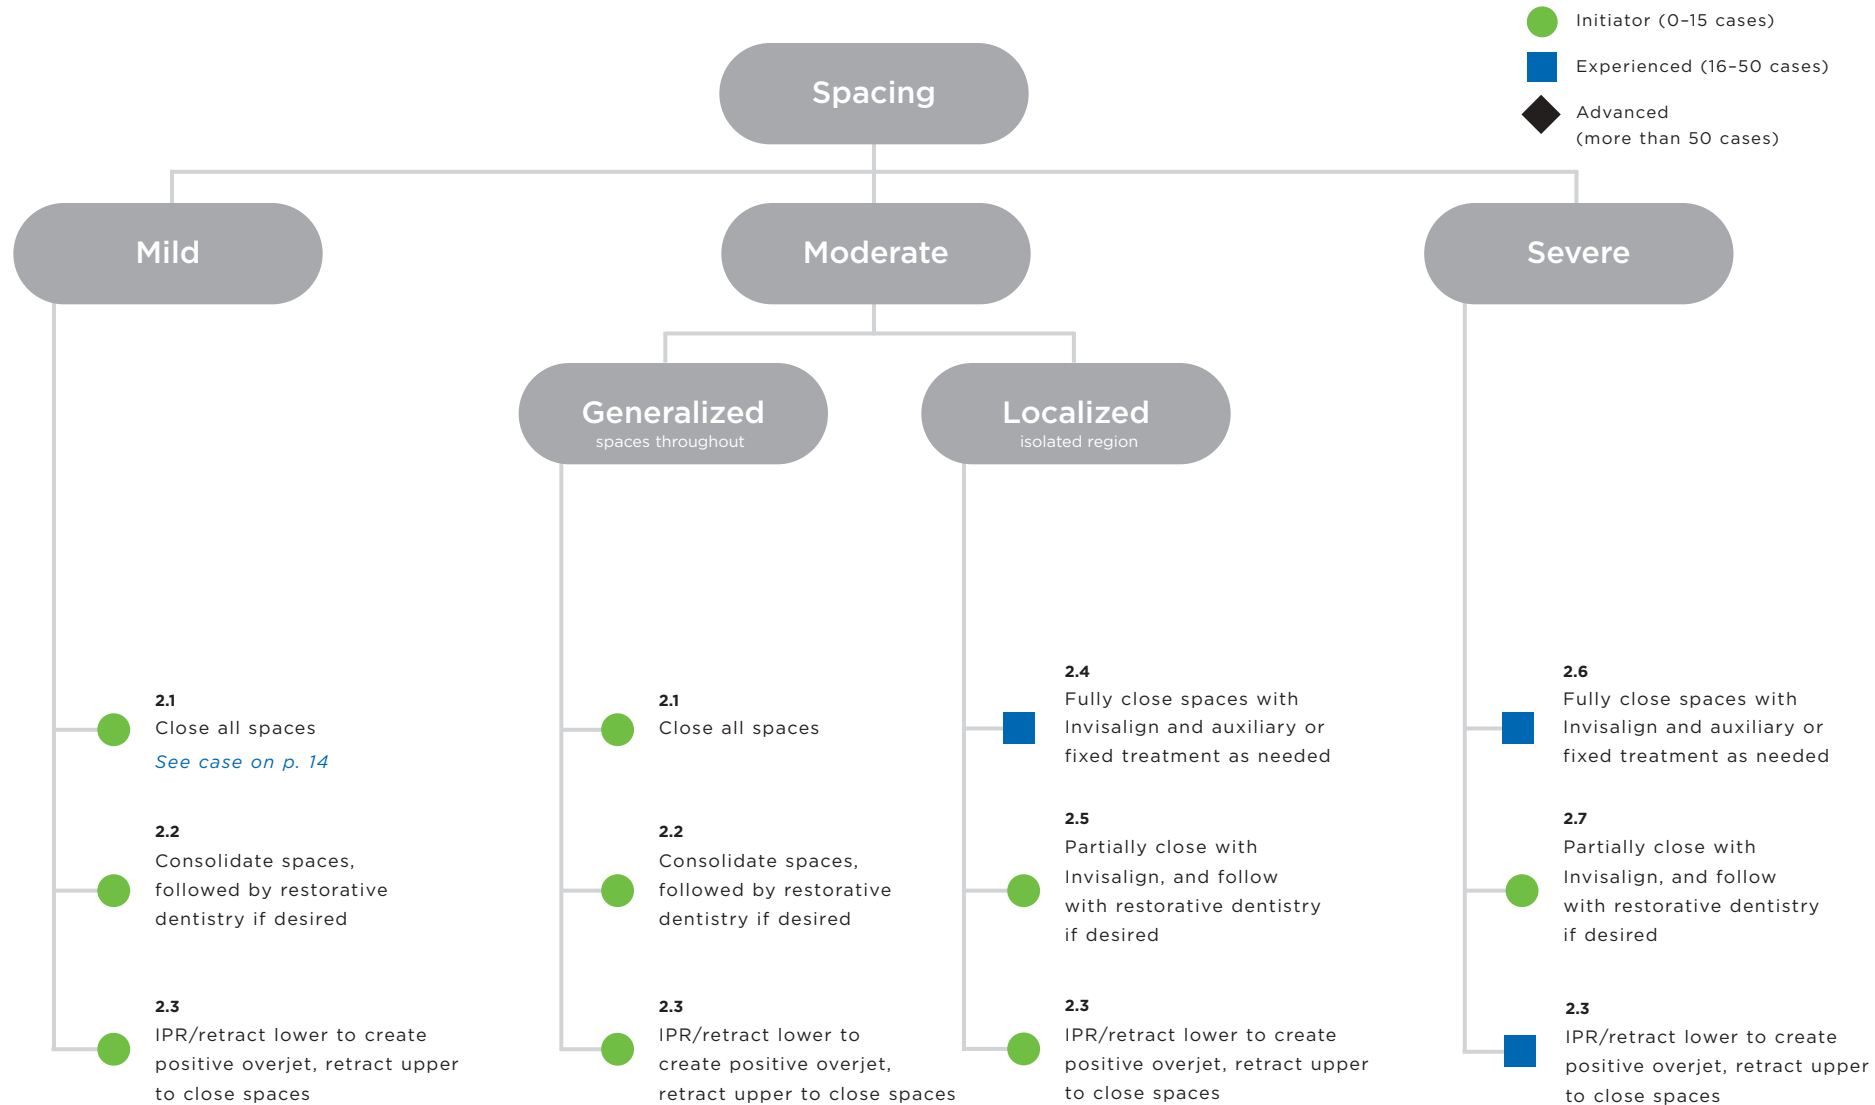 Initiator (0–15 cases)
Experienced (16–50 cases)
Advanced
(more than 50 cases)
Spacing
Mild
Moderate
Severe
Generalized
spaces throughout
Localized
isolated region
2.1
Close all spaces
See case on p. 14
2.2
Consolidate spaces,
followed by restorative
dentistry if desired
2.3
IPR/retract lower to create
positive overjet, retract upper
to close spaces
2.1
Close all spaces
2.2
Consolidate spaces,
followed by restorative
dentistry if desired
2.3
IPR/retract lower to
create positive overjet,
retract upper to close spaces
2.4
Fully close spaces with
Invisalign and auxiliary or
fixed treatment as needed
2.5
Partially close with
Invisalign, and follow
with restorative dentistry
if desired
2.3
IPR/retract lower to create
positive overjet, retract upper
to close spaces
2.6
Fully close spaces with
Invisalign and auxiliary or
fixed treatment as needed
2.7
Partially close with
Invisalign, and follow
with restorative dentistry
if desired
2.3
IPR/retract lower to create
positive overjet, retract upper
to close spaces